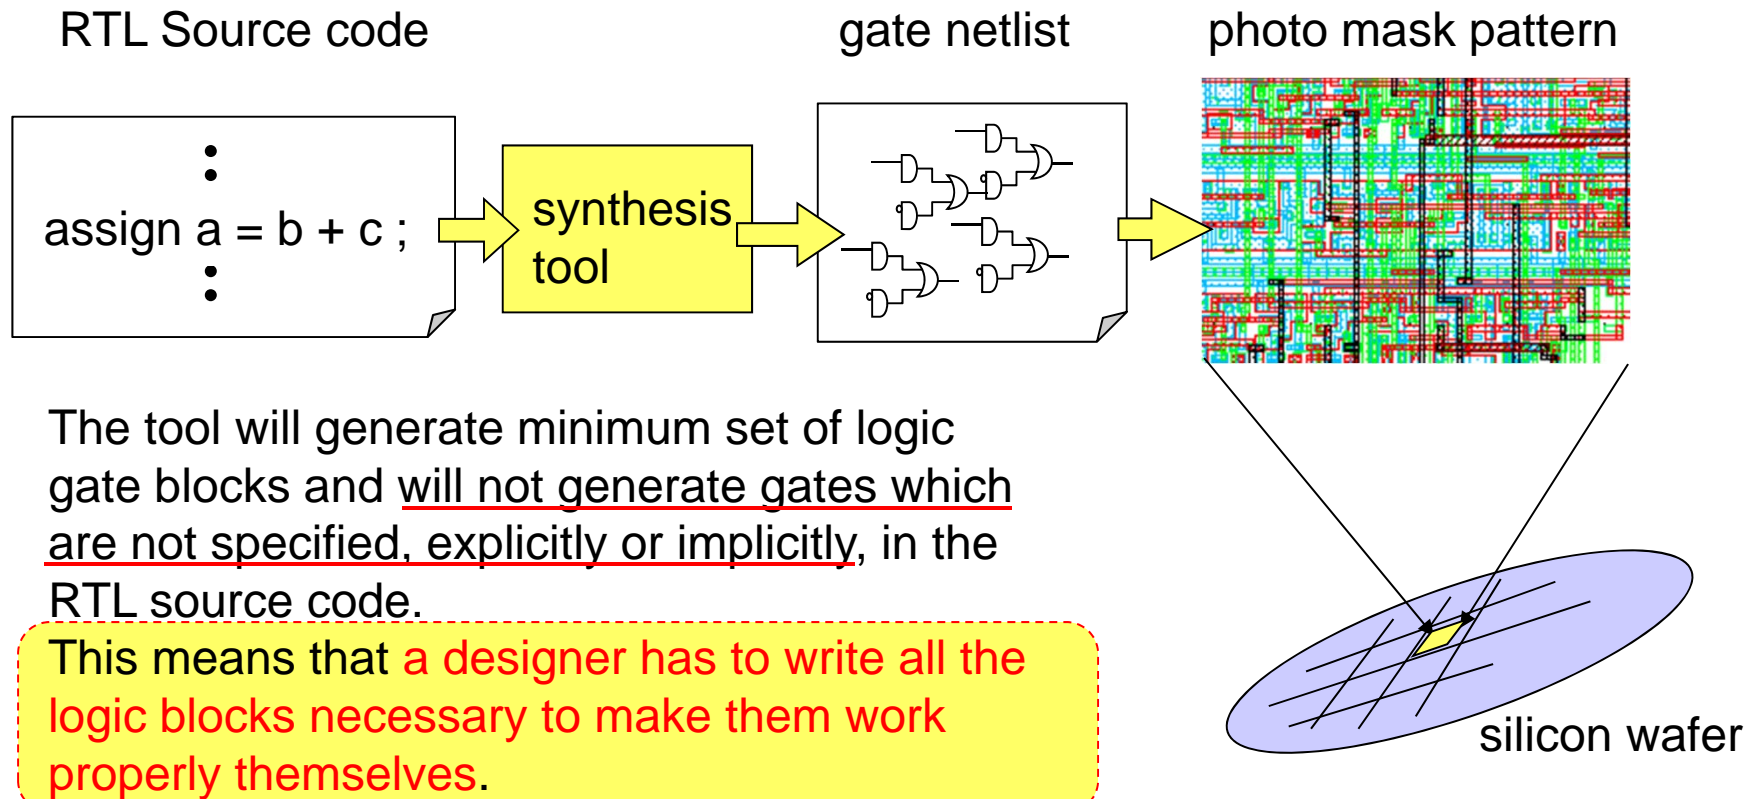 RTL Source code
gate netlist
photo mask pattern
assign a = b + c ;
synthesis
tool
The tool will generate minimum set of logic
gate blocks and will not generate gates which
are not specified, explicitly or implicitly, in the
RTL source code.
This means that a designer has to write all the
logic blocks necessary to make them work
properly themselves.
silicon wafer